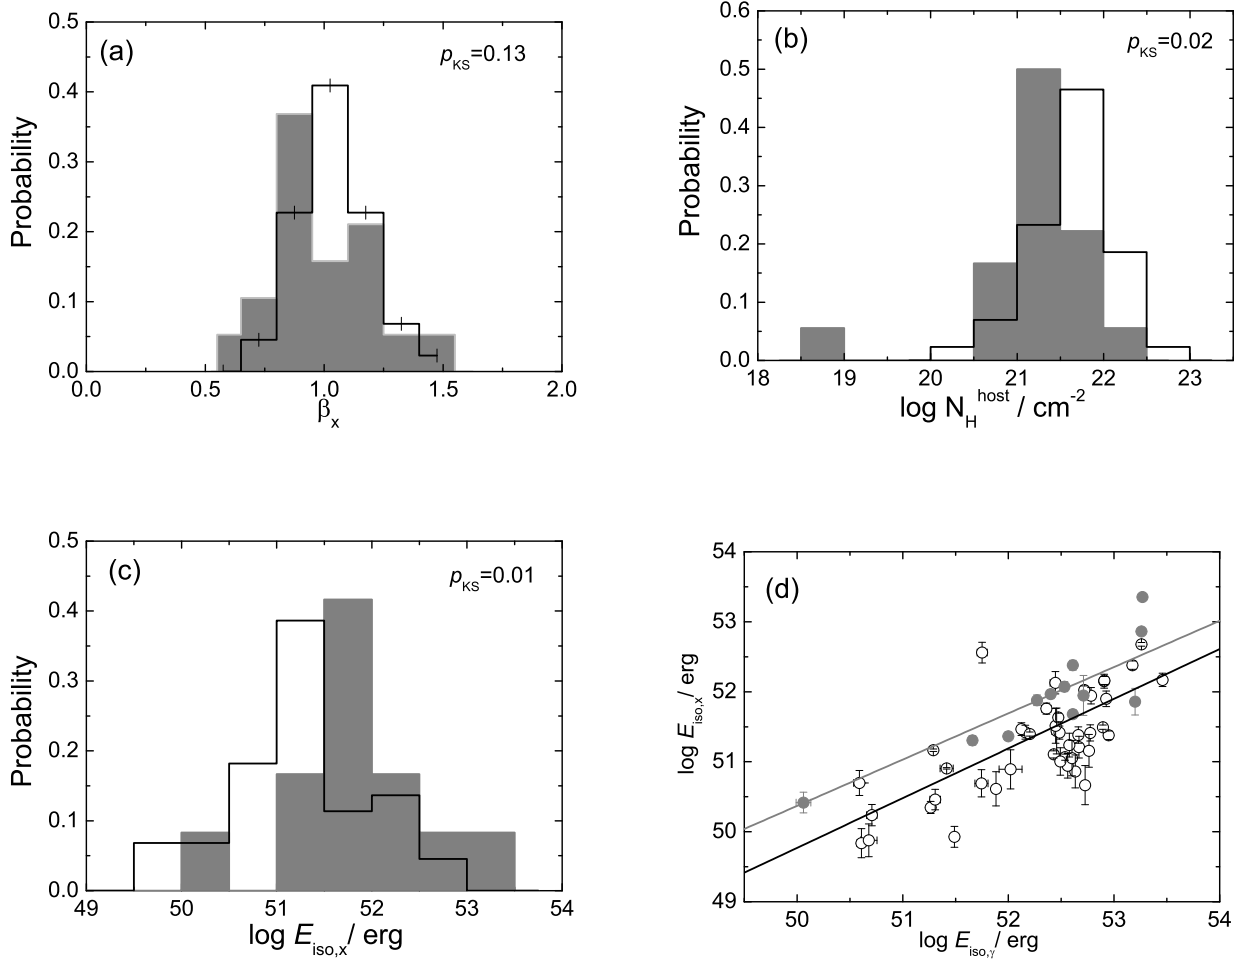 (a)
p_KS=0.13
Probability
0.5
0.4
0.3
0.2
0.1
0.0
0.0 0.5 1.0 1.5 2.0
β_x
(b)
p_KS=0.02
Probability
0.6
0.5
0.4
0.3
0.2
0.1
0.0
18 19 20 21 22 23
log N_H^host / cm^-2
(c)
p_KS=0.01
Probability
0.5
0.4
0.3
0.2
0.1
0.0
49 50 51 52 53 54
log E_iso,x / erg
(d)
log E_iso,x / erg
54
53
52
51
50
49
50 51 52 53 54
log E_iso,γ / erg